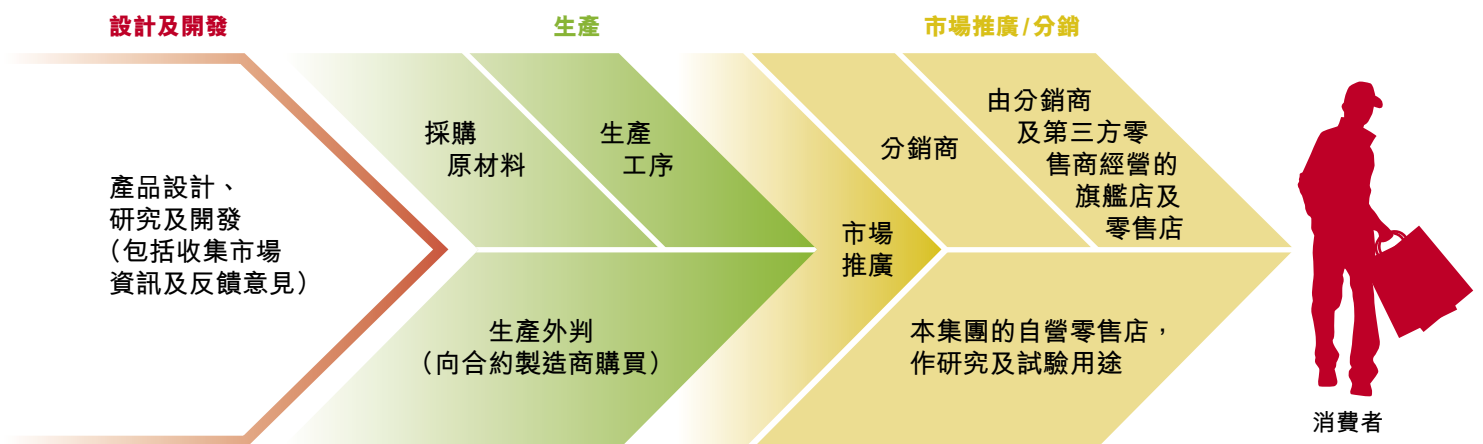 設計及開發
生產
市場推廣/分銷
產品設計、
研究及開發
(包括收集市場
資訊及反饋意見)
採購
原材料
生產
工序
生產外判
(向合約製造商購買)
市場
推廣
分銷商
由分銷商
及第三方零
售商經營的
旗艦店及
零售店
本集團的自營零售店，
作研究及試驗用途
消費者